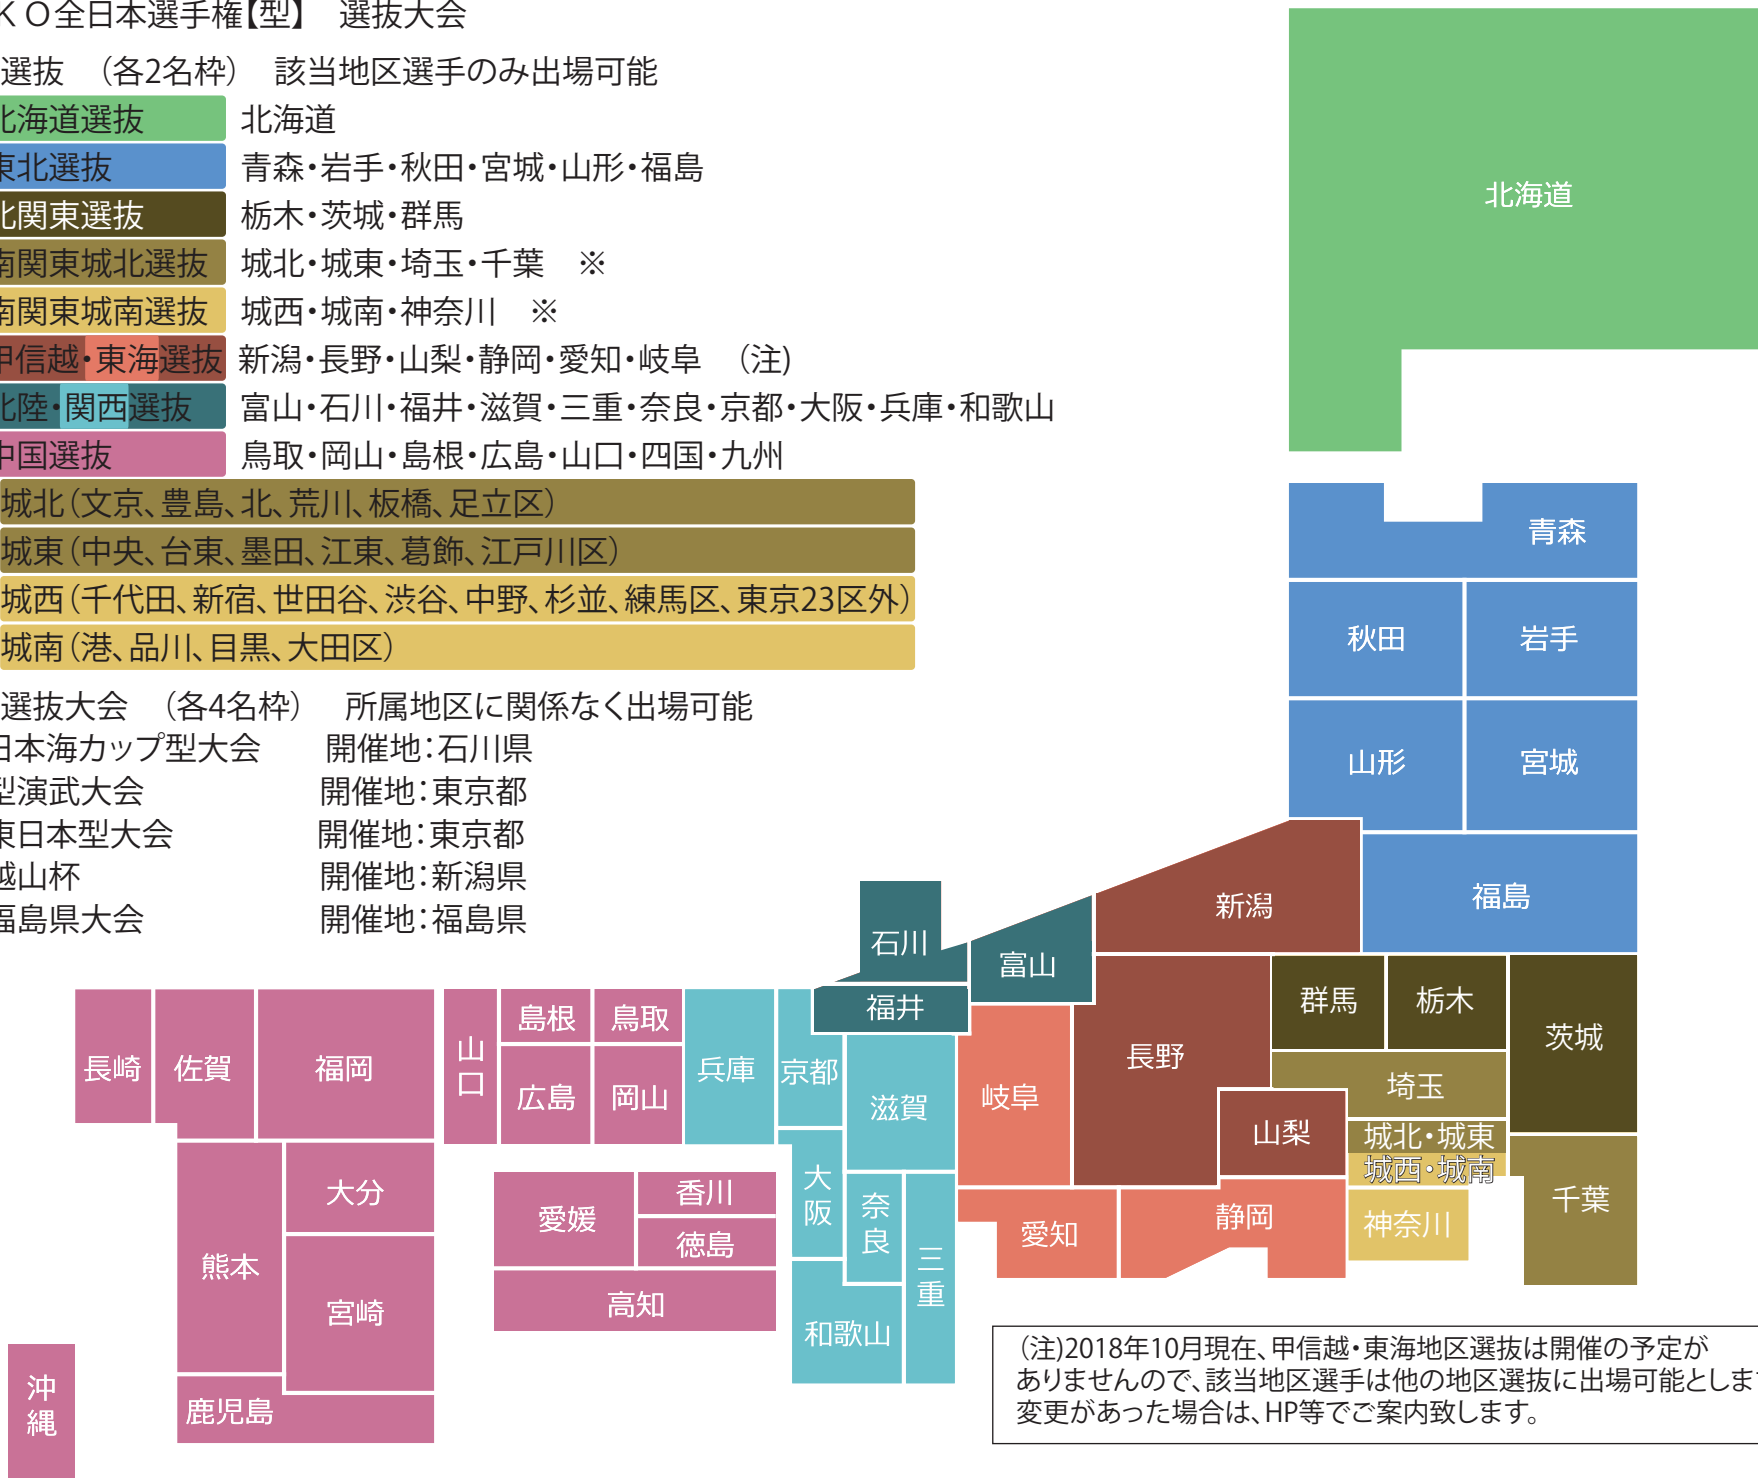 ＫＯ全日本選手権【型】　選抜大会
選抜　（各2名枠）　該当地区選手のみ出場可能
北海道選抜　北海道
東北選抜　青森・岩手・秋田・宮城・山形・福島
北関東選抜　栃木・茨城・群馬
南関東城北選抜　城北・城東・埼玉・千葉　※
南関東城南選抜　城西・城南・神奈川　※
甲信越・東海選抜　新潟・長野・山梨・静岡・愛知・岐阜　（注）
北陸・関西選抜　富山・石川・福井・滋賀・三重・奈良・京都・大阪・兵庫・和歌山
中国選抜　鳥取・岡山・島根・広島・山口・四国・九州
城北（文京、豊島、北、荒川、板橋、足立区）
城東（中央、台東、墨田、江東、葛飾、江戸川区）
城西（千代田、新宿、世田谷、渋谷、中野、杉並、練馬区、東京23区外）
城南（港、品川、目黒、大田区）
選抜大会　（各4名枠）　所属地区に関係なく出場可能
日本海カップ型大会　開催地：石川県
型演武大会　開催地：東京都
東日本型大会　開催地：東京都
越山杯　開催地：新潟県
福島県大会　開催地：福島県
北海道
青森
秋田
岩手
山形
宮城
新潟
福島
石川
富山
福井
群馬
栃木
茨城
長野
埼玉
山梨
城北・城東
城西・城南
千葉
神奈川
静岡
愛知
岐阜
滋賀
京都
兵庫
大阪
奈良
三重
和歌山
鳥取
島根
岡山
広島
山口
香川
愛媛
徳島
高知
福岡
佐賀
長崎
大分
熊本
宮崎
鹿児島
沖縄
（注)2018年10月現在、甲信越・東海地区選抜は開催の予定が
ありませんので、該当地区選手は他の地区選抜に出場可能としま
変更があった場合は、HP等でご案内致します。